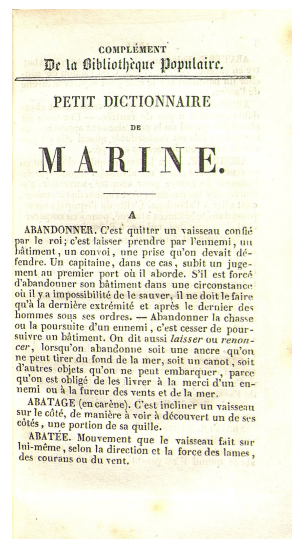 COMPLÉMENT
De la Bibliothèque Populaire.
PETIT DICTIONNAIRE
DE
MARINE.
A
ABANDONNER. C'est quitter un vaisseau confié
par le roi; c'est laisser prendre par l'ennemi, un
bâtiment, un convoi, une prise qu'on devait dé-
fendre. Un capitaine, dans ce cas, subit un juge-
ment au premier port où il aborde. S'il est forcé
d'abandonner son bâtiment dans une circonstance
où il y a impossibilité de le sauver, il ne doit le faire
qu'à la dernière extrémité et après le dernier des
hommes sous ses ordres. — Abandonner la chasse
ou la poursuite d'un ennemi, c'est cesser de pour-
suivre un bâtiment. On dit aussi laisser ou renon-
cer, lorsqu'on abandonne soit une ancre qu'on
ne peut tirer du fond de la mer, soit un canot, soit
d'autres objets qu'on ne peut embarquer, parce
qu'on est obligé de les livrer à la merci d'un en-
nemi ou à la fureur des vents et de la mer.
ABATAGE (en carène). C'est incliner un vaisseau
sur le côté, de manière à voir à découvert un de ses
côtés, une portion de sa quille.
ABATÉE. Mouvement que le vaisseau fait sur
lui-même, selon la direction et la force des lames,
des courans ou du vent.